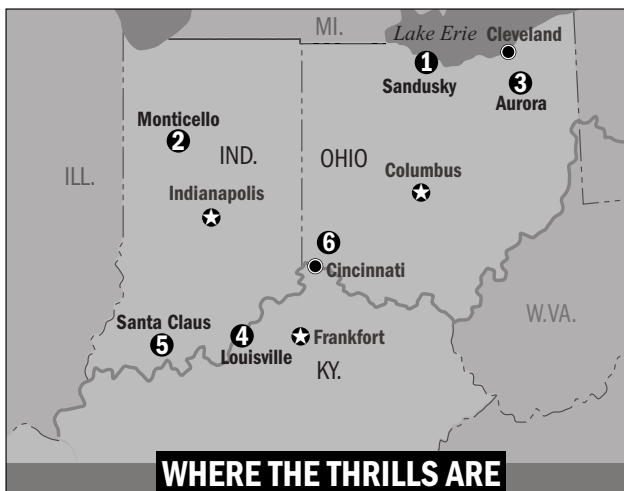 MI.
Lake Erie
Cleveland
1
Sandusky
3
Aurora
Monticello
2
IND.
OHIO
ILL.
Indianapolis
Columbus
6
Cincinnati
W.VA.
Santa Claus
5
4
Louisville
Frankfort
KY.
WHERE THE THRILLS ARE